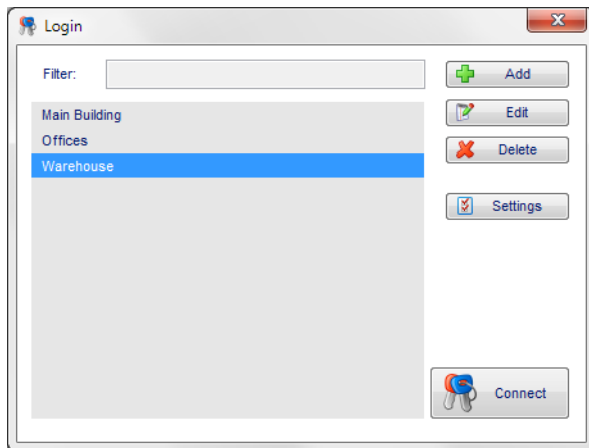 Login
Filter:
Add
Main Building
Edit
Offices
Delete
Warehouse
Settings
Connect